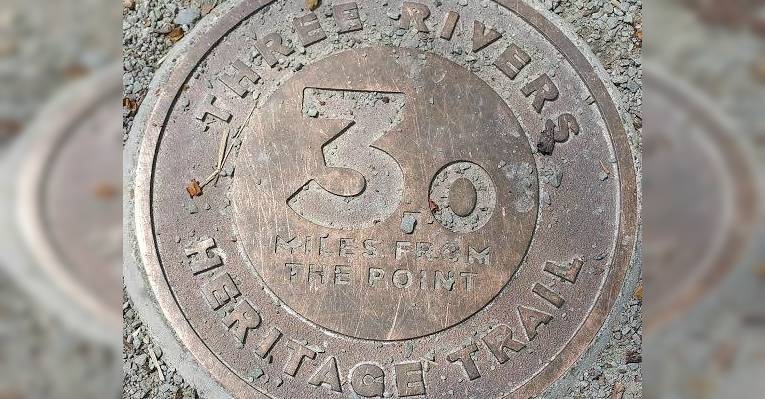 THREE RIVERS
3.0
MILES FROM
THE POINT
HERITAGE TRAIL